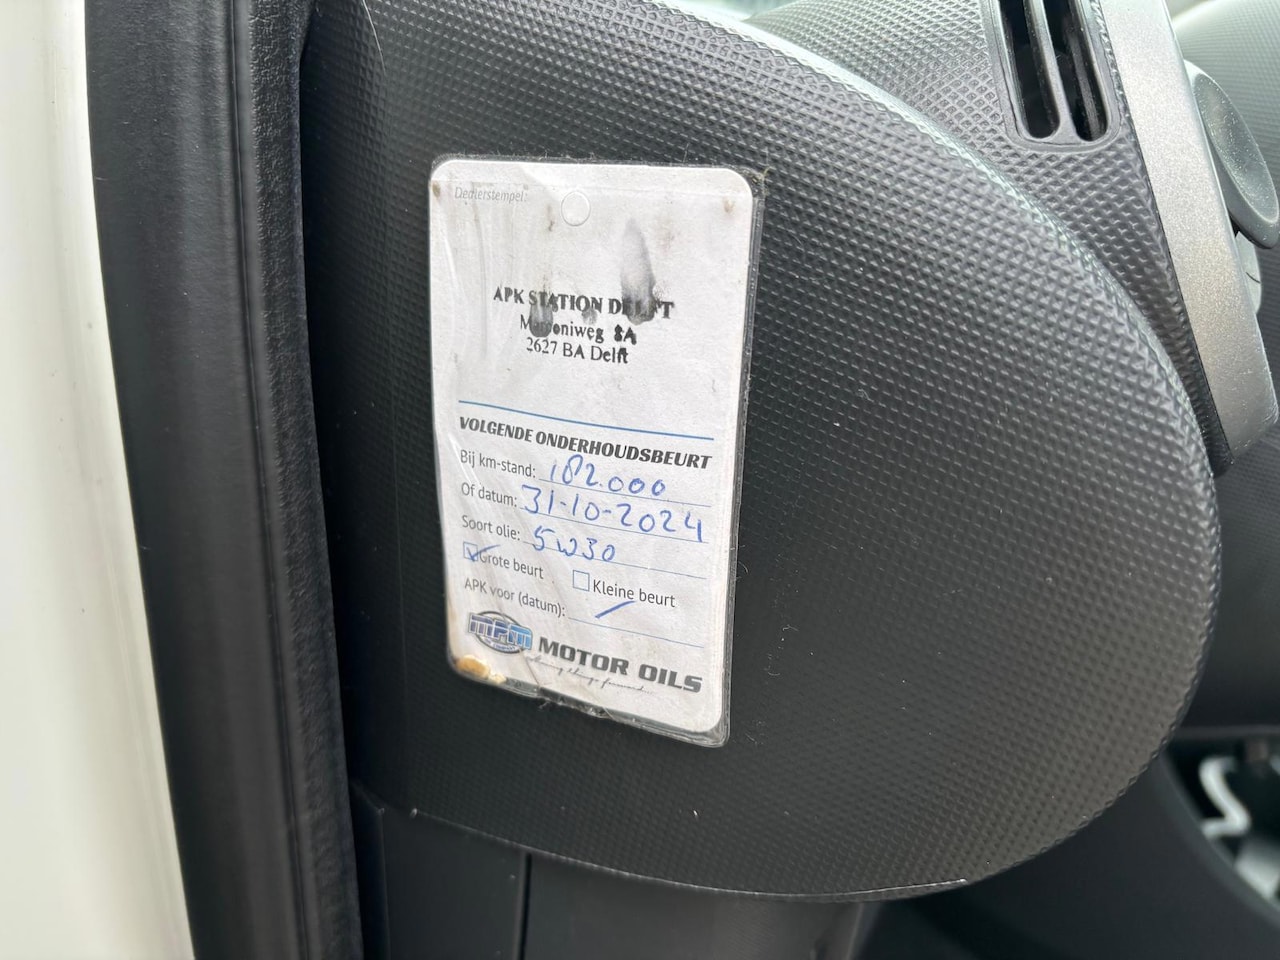 Dealerstempel:
APK STATION DELFT
Marconiweg 8A
2627 BA Delft
VOLGENDE ONDERHOUDSBEURT
Bij km-stand: 182.000
Of datum: 31-10-2024
Soort olie: 5W30
Grote beurt Kleine beurt
APK voor (datum):
MPM MOTOR OILS